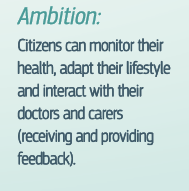 Ambition:
Citizens can monitor their
health, adapt their lifestyle
and interact with their
doctors and carers
(receiving and providing
feedback).